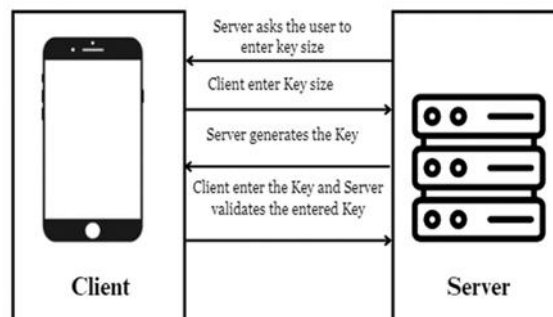 Server asks the user to
enter key size
Client enter Key size
Server generates the Key
Client enter the Key and Server
validates the entered Key
Client
Server